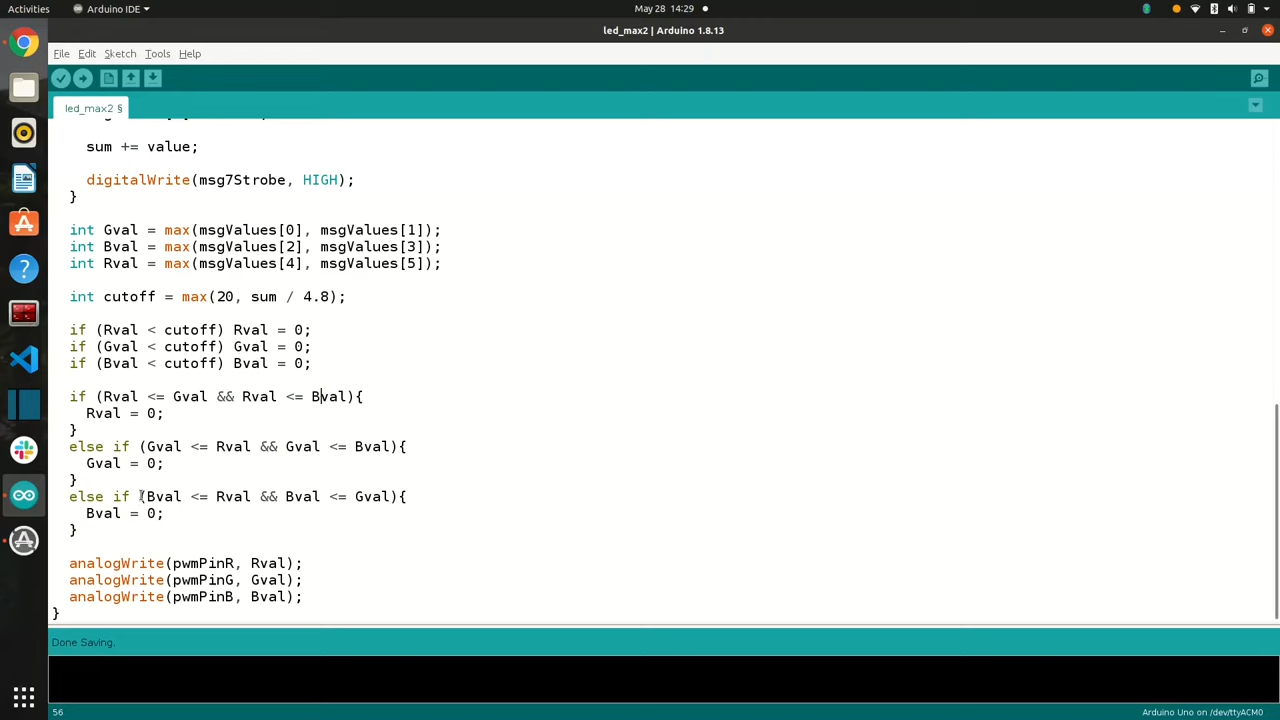 Activities
Arduino IDE
May 28 14:29
led_max2 | Arduino 1.8.13
File Edit Sketch Tools Help
led_max2 §
sum += value;
digitalWrite(msg7Strobe, HIGH);
}
int Gval = max(msgValues[0], msgValues[1]);
int Bval = max(msgValues[2], msgValues[3]);
int Rval = max(msgValues[4], msgValues[5]);
int cutoff = max(20, sum / 4.8);
if (Rval < cutoff) Rval = 0;
if (Gval < cutoff) Gval = 0;
if (Bval < cutoff) Bval = 0;
if (Rval <= Gval && Rval <= Bval){
Rval = 0;
}
else if (Gval <= Rval && Gval <= Bval){
Gval = 0;
}
else if (Bval <= Rval && Bval <= Gval){
Bval = 0;
}
analogWrite(pwmPinR, Rval);
analogWrite(pwmPinG, Gval);
analogWrite(pwmPinB, Bval);
}
Done Saving.
56
Arduino Uno on /dev/ttyACM0